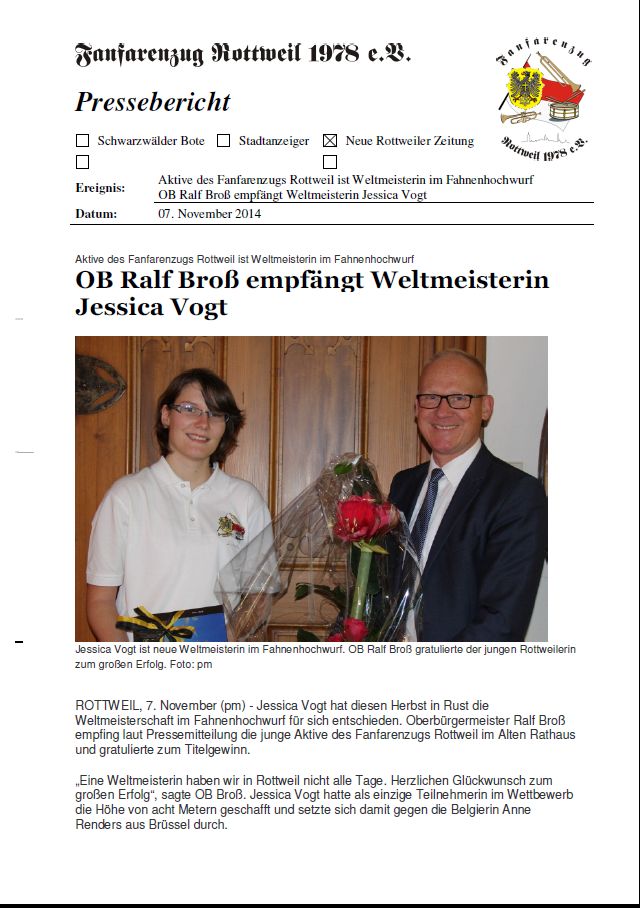 Fanfarenzug Rottweil 1978 e.V.
Fanfarenzug
Rottweil 1978 e.V.
Pressebericht
Schwarzwälder Bote Stadtanzeiger Neue Rottweiler Zeitung
Ereignis: Aktive des Fanfarenzugs Rottweil ist Weltmeisterin im Fahnenhochwurf
OB Ralf Broß empfängt Weltmeisterin Jessica Vogt
Datum: 07. November 2014
Aktive des Fanfarenzugs Rottweil ist Weltmeisterin im Fahnenhochwurf
OB Ralf Broß empfängt Weltmeisterin
Jessica Vogt
Jessica Vogt ist neue Weltmeisterin im Fahnenhochwurf. OB Ralf Broß gratulierte der jungen Rottweilerin
zum großen Erfolg. Foto: pm
ROTTWEIL, 7. November (pm) - Jessica Vogt hat diesen Herbst in Rust die
Weltmeisterschaft im Fahnenhochwurf für sich entschieden. Oberbürgermeister Ralf Broß
empfing laut Pressemitteilung die junge Aktive des Fanfarenzugs Rottweil im Alten Rathaus
und gratulierte zum Titelgewinn.
„Eine Weltmeisterin haben wir in Rottweil nicht alle Tage. Herzlichen Glückwunsch zum
großen Erfolg“, sagte OB Broß. Jessica Vogt hatte als einzige Teilnehmerin im Wettbewerb
die Höhe von acht Metern geschafft und setzte sich damit gegen die Belgierin Anne
Renders aus Brüssel durch.